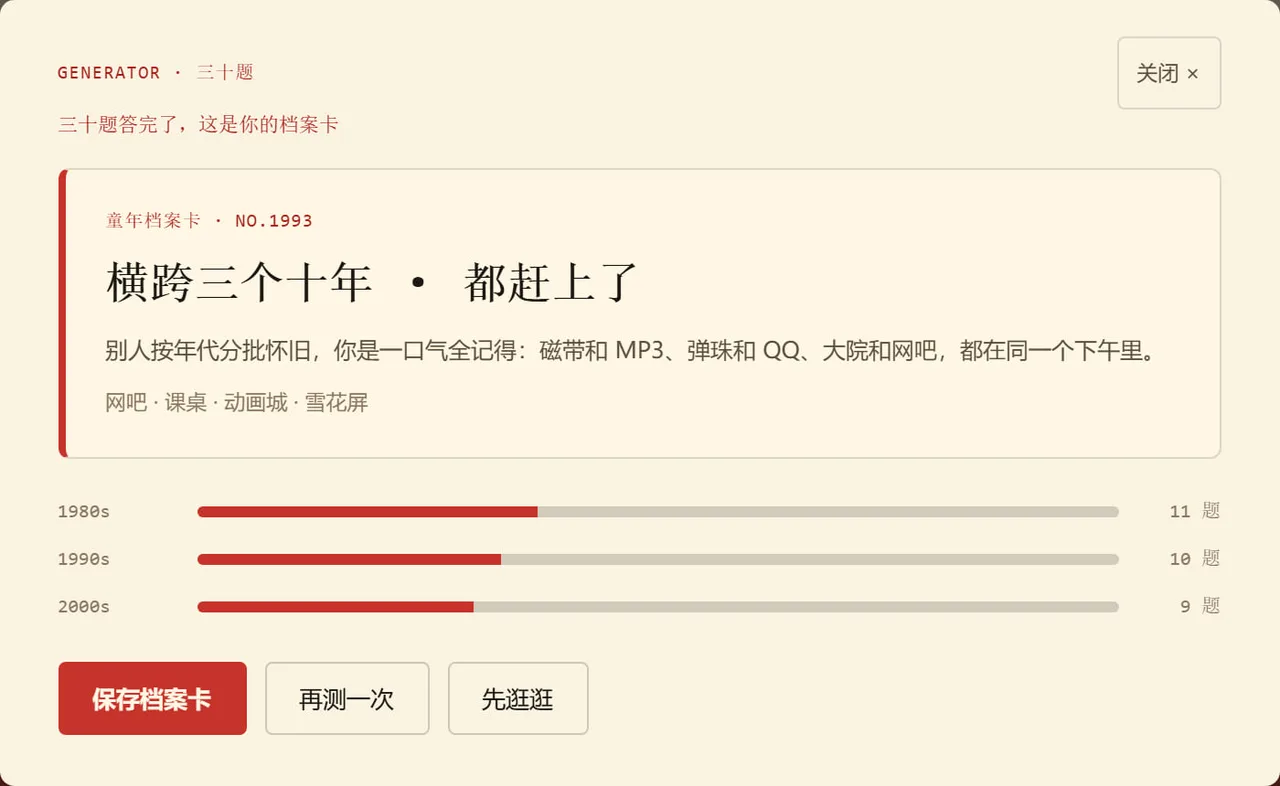 GENERATOR · 三十题
关闭 ×
三十题答完了，这是你的档案卡
童年档案卡 · NO.1993
横跨三个十年 · 都赶上了
别人按年代分批怀旧，你是一口气全记得：磁带和 MP3、弹珠和 QQ、大院和网吧，都在同一个下午里。
网吧 · 课桌 · 动画城 · 雪花屏
1980s 11 题
1990s 10 题
2000s 9 题
保存档案卡 再测一次 先逛逛